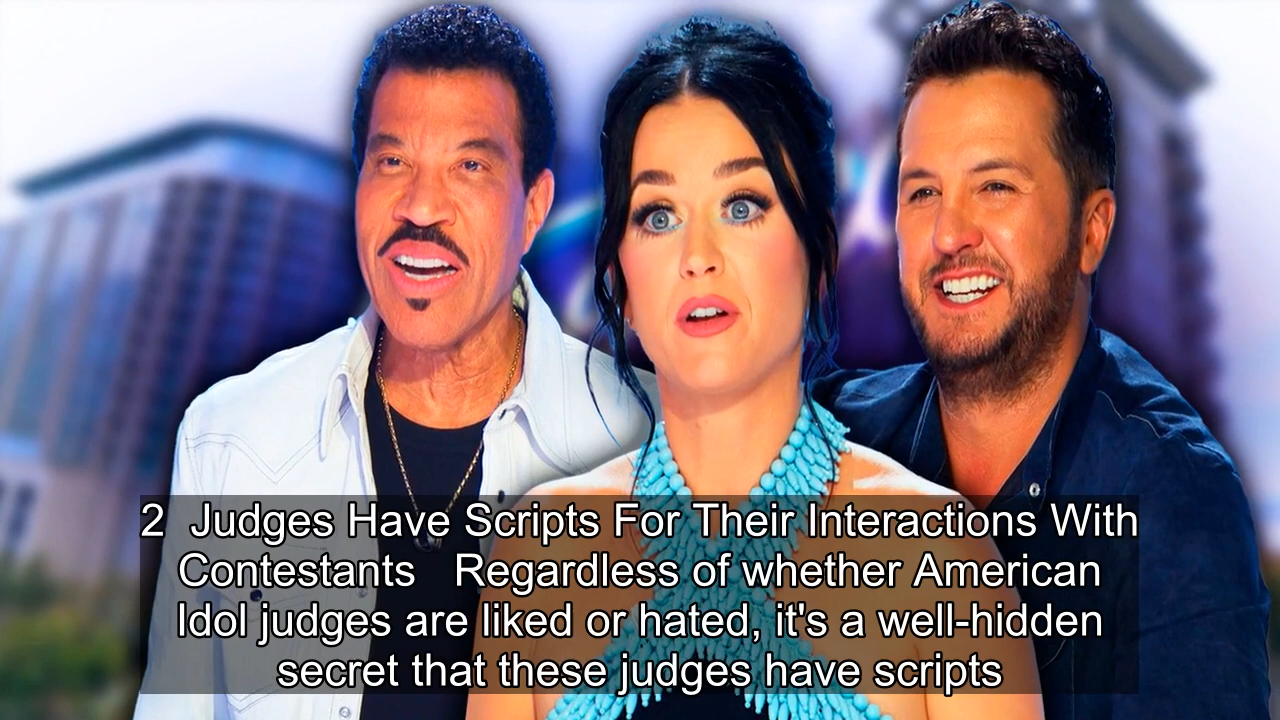 2  Judges Have Scripts For Their Interactions With
Contestants   Regardless of whether American
Idol judges are liked or hated, it's a well-hidden
secret that these judges have scripts